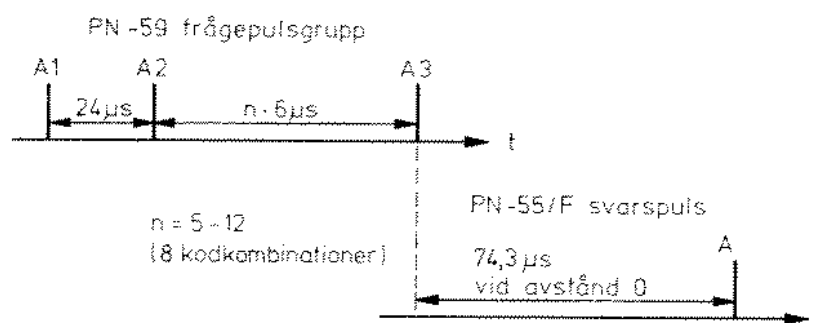 PN-59 frågepulsgrupp
A1 A2 A3
24µs n·6µs
t
n = 5-12
(8 kodkombinationer)
PN-55/F svarspuls
A
74,3µs
vid avstånd 0